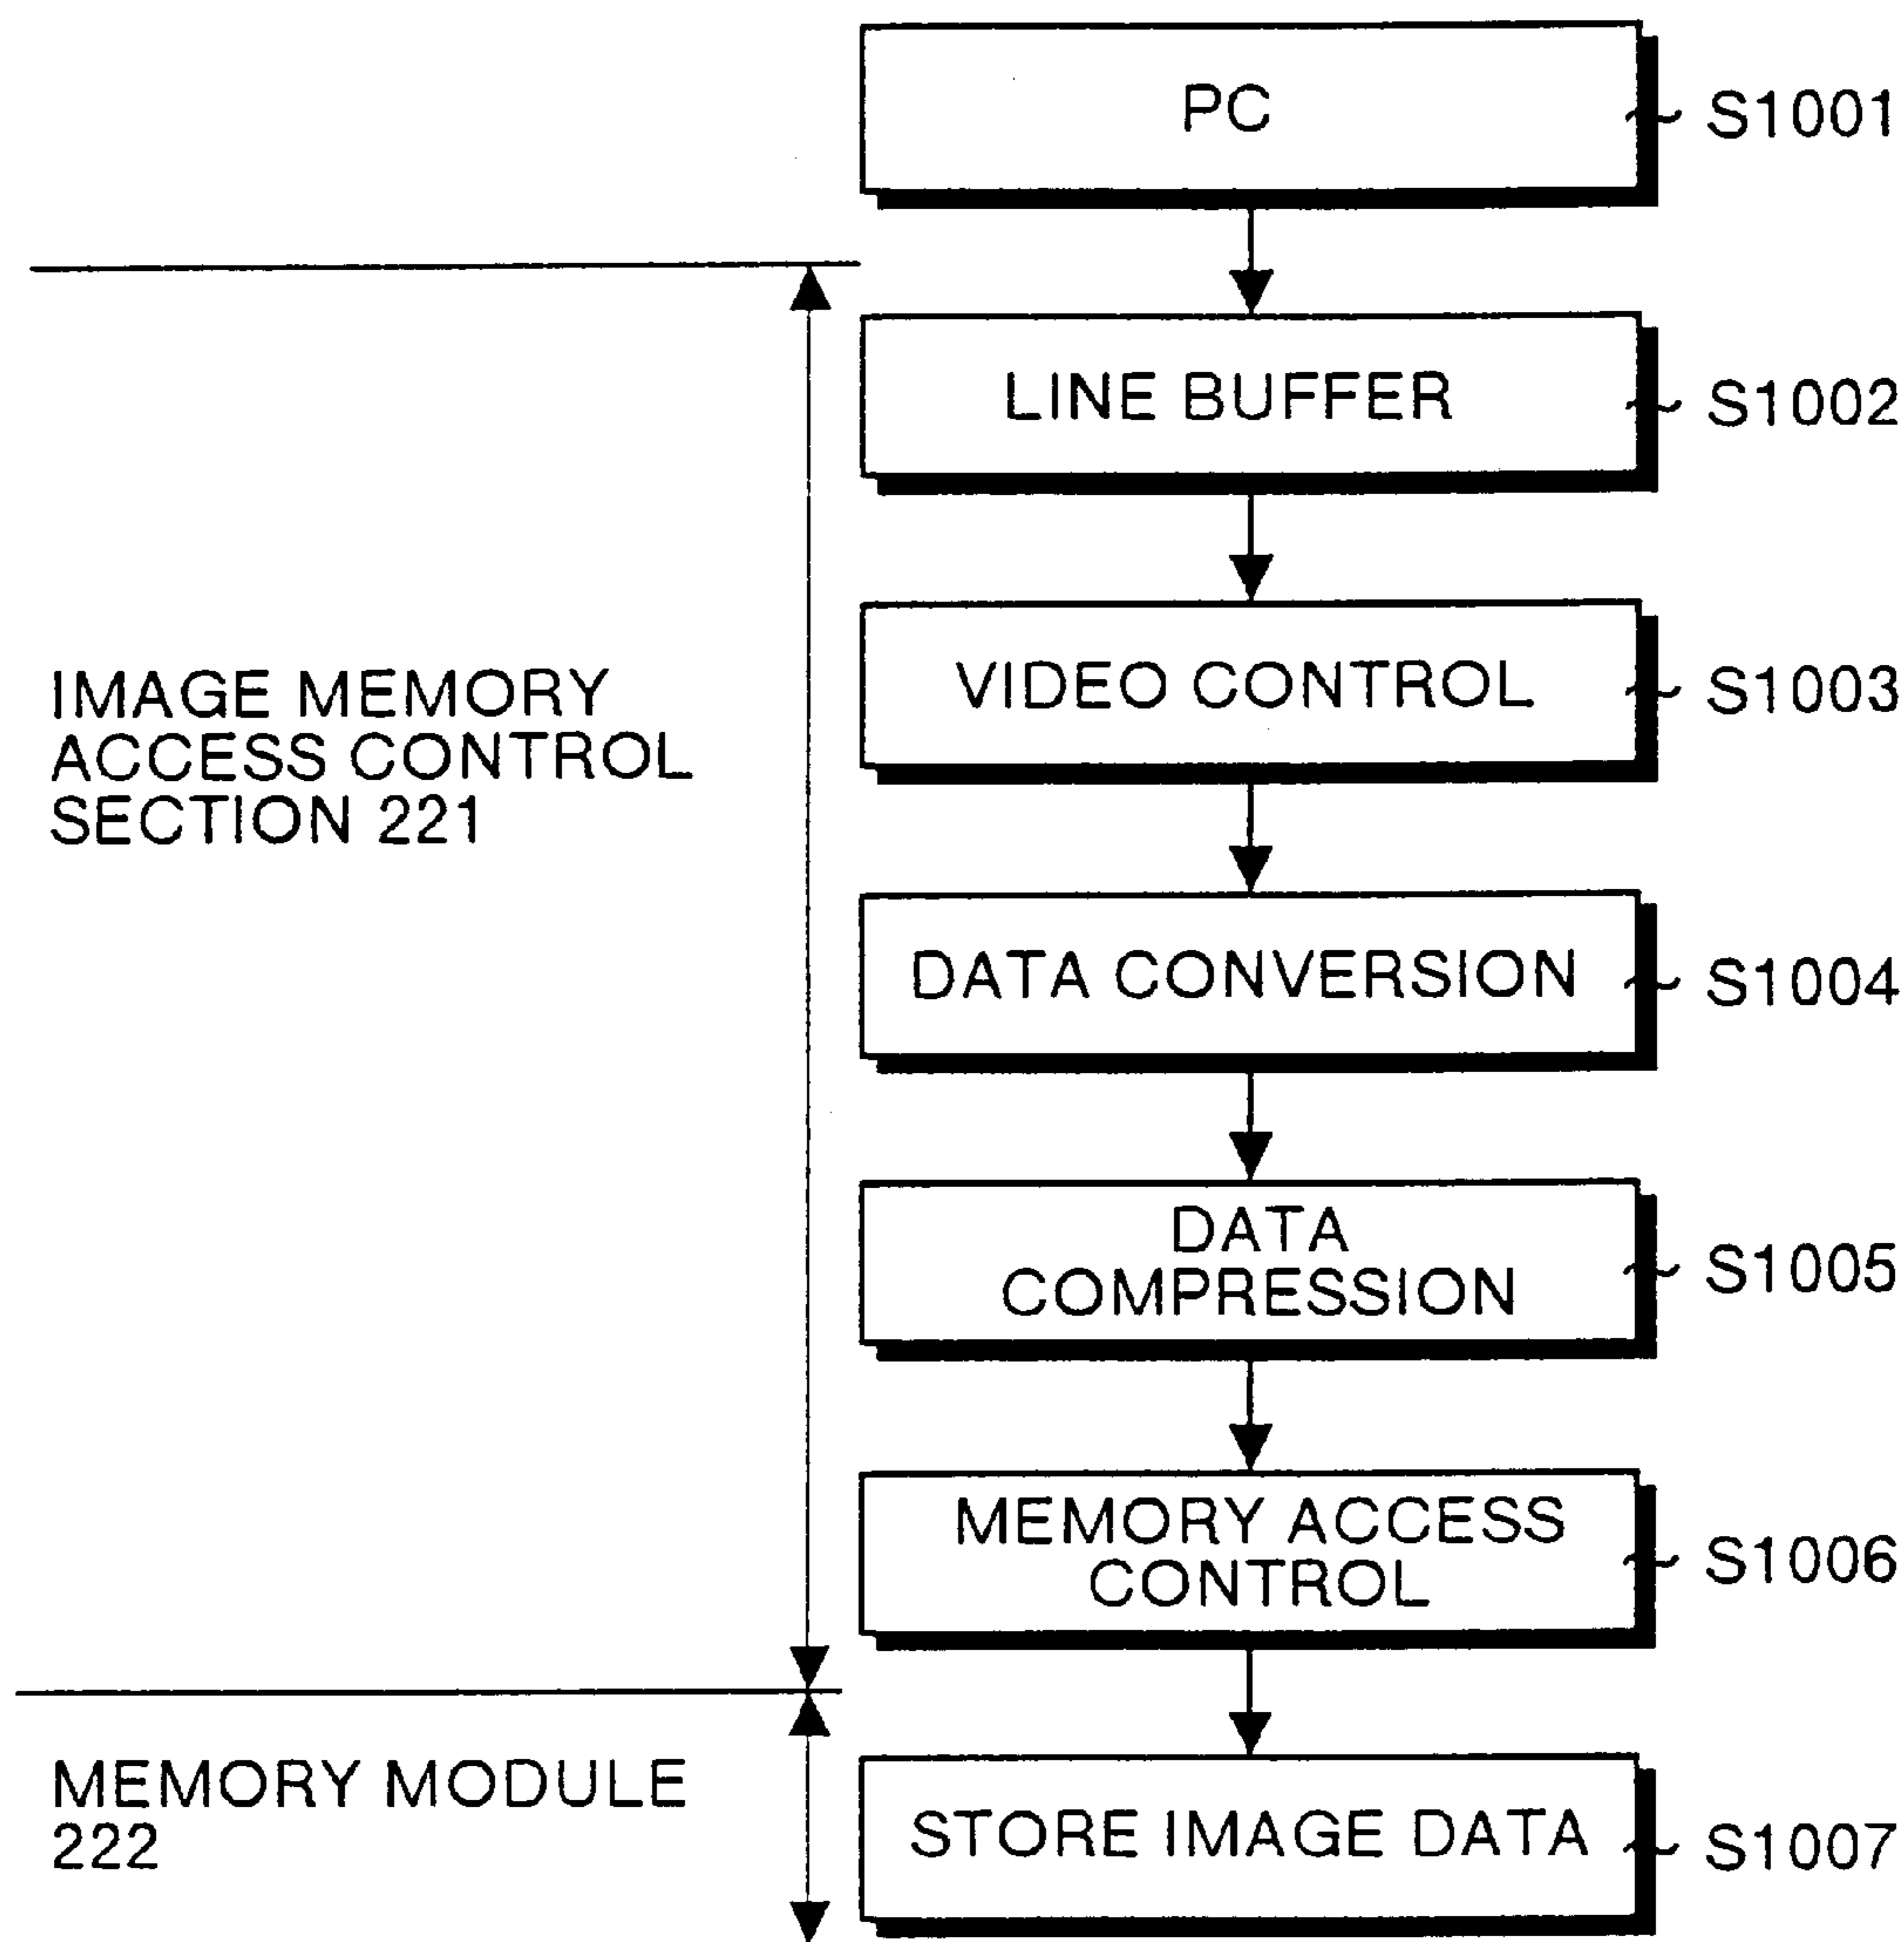 PC
S1001
LINE BUFFER
S1002
VIDEO CONTROL
S1003
IMAGE MEMORY
ACCESS CONTROL
SECTION 221
DATA CONVERSION
S1004
DATA
COMPRESSION
S1005
MEMORY ACCESS
CONTROL
S1006
MEMORY MODULE
222
STORE IMAGE DATA
S1007